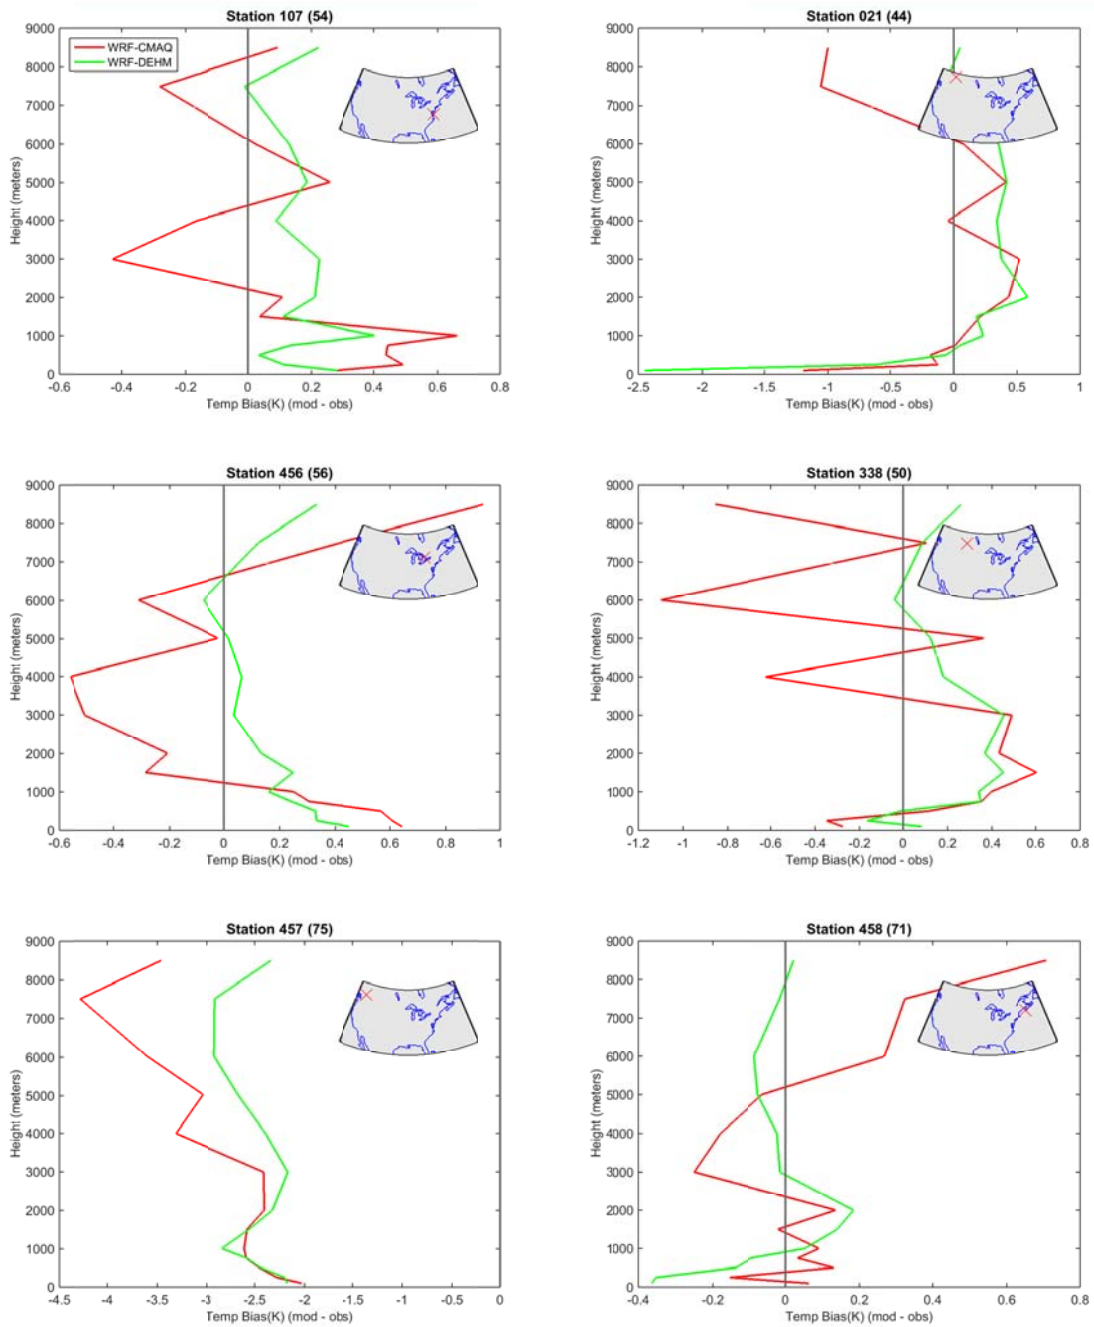 Station 107 (54)
9000
8000
7000
6000
5000
4000
3000
2000
1000
0
Height (meters)
WRF-CMAQ
WRF-DEHM
-0.6 -0.4 -0.2 0 0.2 0.4 0.6 0.8
Temp Bias(K) (mod - obs)
Station 021 (44)
9000
8000
7000
6000
5000
4000
3000
2000
1000
0
Height (meters)
-2.5 -2 -1.5 -1 -0.5 0 0.5 1
Temp Bias(K) (mod - obs)
Station 456 (56)
9000
8000
7000
6000
5000
4000
3000
2000
1000
0
Height (meters)
-0.6 -0.4 -0.2 0 0.2 0.4 0.6 0.8 1
Temp Bias(K) (mod - obs)
Station 338 (50)
9000
8000
7000
6000
5000
4000
3000
2000
1000
0
Height (meters)
-1.2 -1 -0.8 -0.6 -0.4 -0.2 0 0.2 0.4 0.6 0.8
Temp Bias(K) (mod - obs)
Station 457 (75)
9000
8000
7000
6000
5000
4000
3000
2000
1000
0
Height (meters)
-4.5 -4 -3.5 -3 -2.5 -2 -1.5 -1 -0.5 0
Temp Bias(K) (mod - obs)
Station 458 (71)
9000
8000
7000
6000
5000
4000
3000
2000
1000
0
Height (meters)
-0.4 -0.2 0 0.2 0.4 0.6 0.8
Temp Bias(K) (mod - obs)